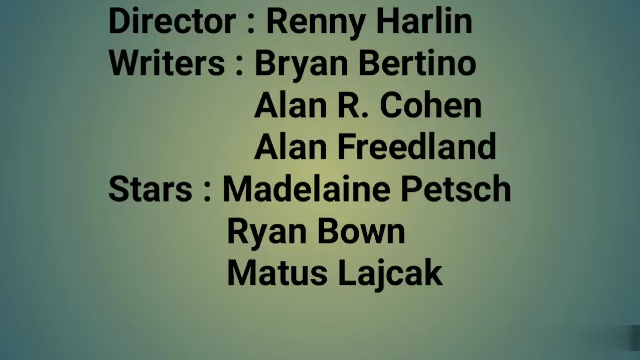 Director : Renny Harlin
Writers : Bryan Bertino
Alan R. Cohen
Alan Freedland
Stars : Madelaine Petsch
Ryan Bown
Matus Lajcak